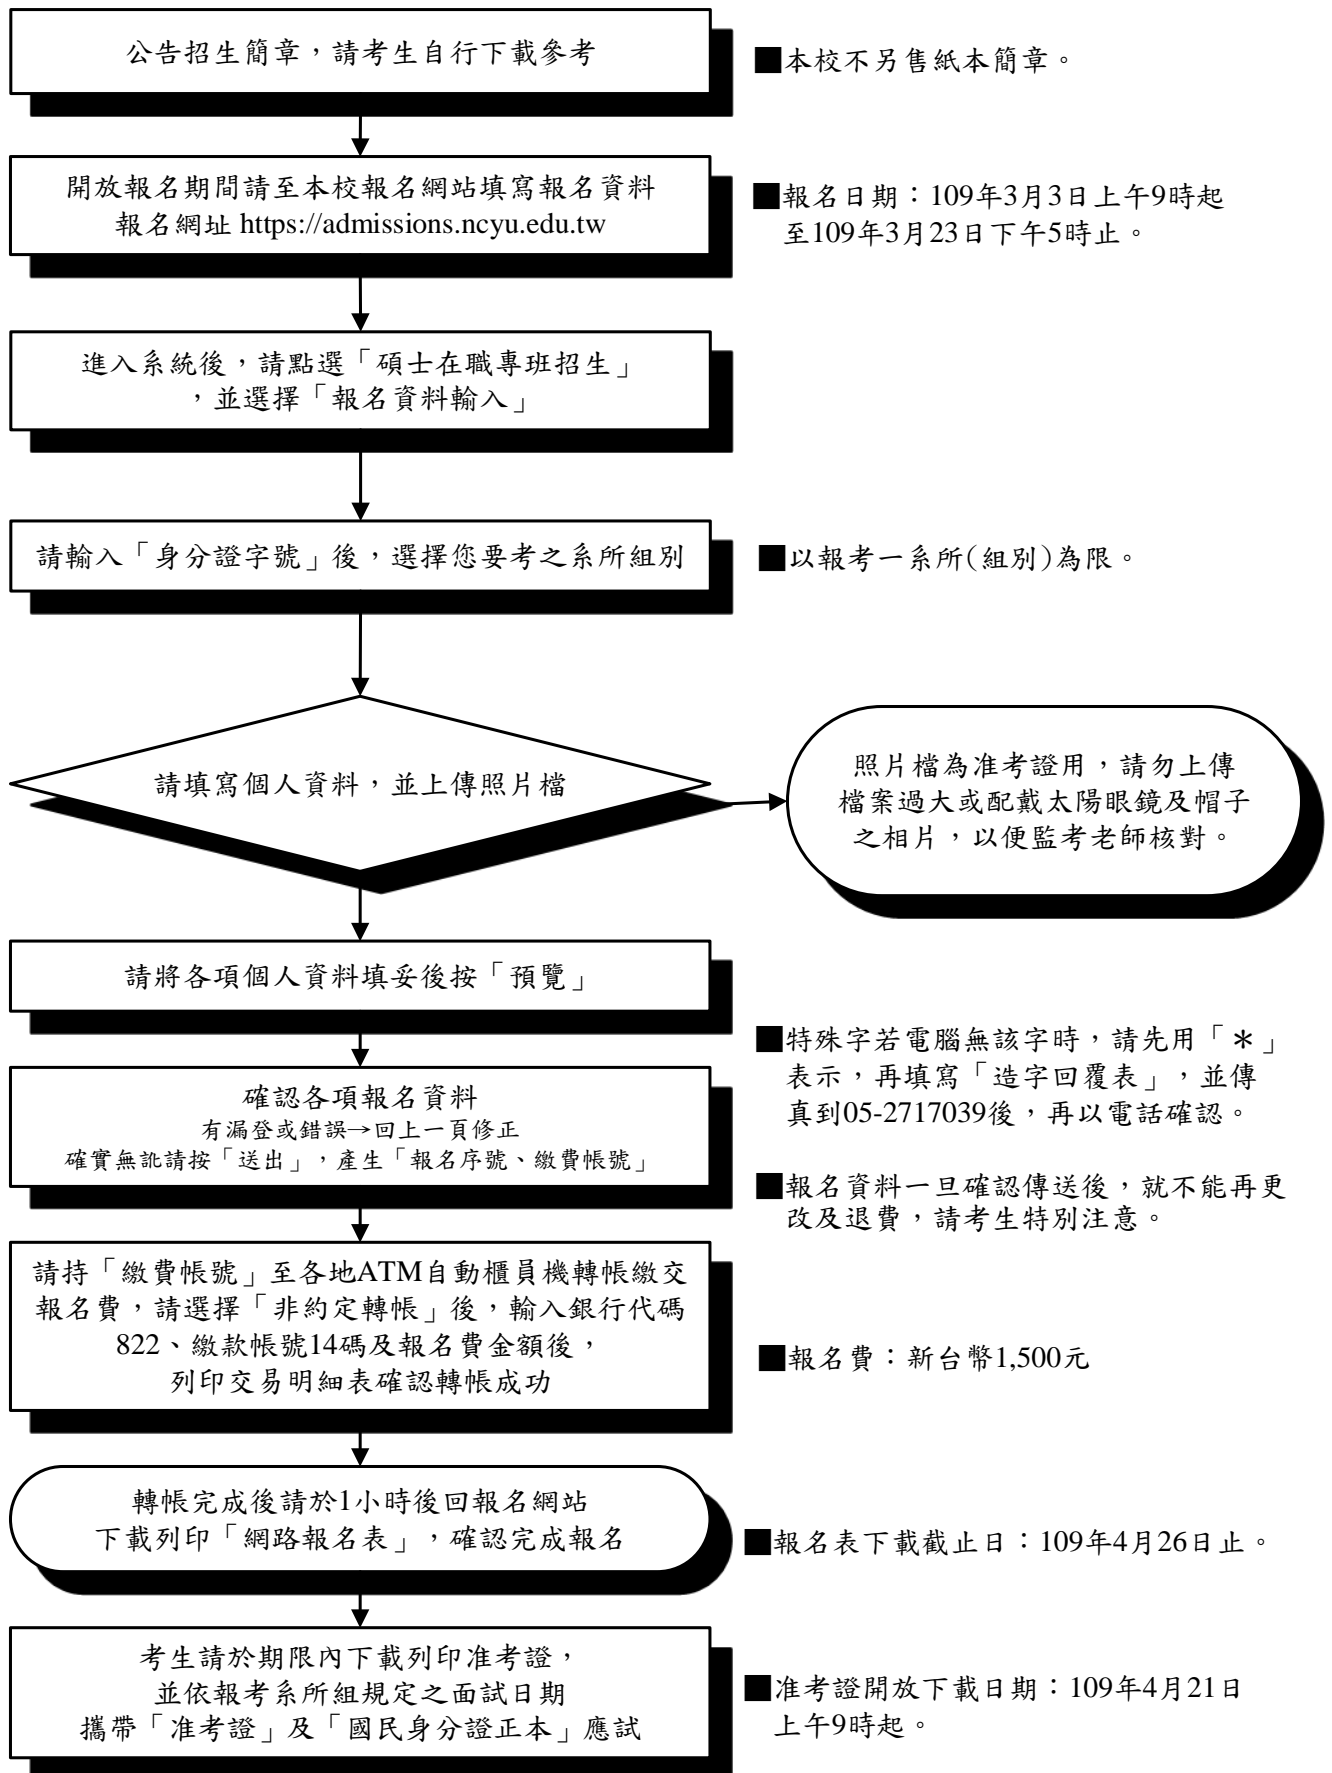 公告招生簡章，請考生自行下載參考
■本校不另售紙本簡章。
開放報名期間請至本校報名網站填寫報名資料
報名網址 https://admissions.ncyu.edu.tw
■報名日期：109年3月3日上午9時起
至109年3月23日下午5時止。
進入系統後，請點選「碩士在職專班招生」
，並選擇「報名資料輸入」
請輸入「身分證字號」後，選擇您要考之系所組別
■以報考一系所(組別)為限。
請填寫個人資料，並上傳照片檔
照片檔為准考證用，請勿上傳
檔案過大或配戴太陽眼鏡及帽子
之相片，以便監考老師核對。
請將各項個人資料填妥後按「預覽」
■特殊字若電腦無該字時，請先用「＊」
表示，再填寫「造字回覆表」，並傳
真到05-2717039後，再以電話確認。
確認各項報名資料
有漏登或錯誤→回上一頁修正
確實無訛請按「送出」，產生「報名序號、繳費帳號」
■報名資料一旦確認傳送後，就不能再更
改及退費，請考生特別注意。
請持「繳費帳號」至各地ATM自動櫃員機轉帳繳交
報名費，請選擇「非約定轉帳」後，輸入銀行代碼
822、繳款帳號14碼及報名費金額後，
列印交易明細表確認轉帳成功
■報名費：新台幣1,500元
轉帳完成後請於1小時後回報名網站
下載列印「網路報名表」，確認完成報名
■報名表下載截止日：109年4月26日止。
考生請於期限內下載列印准考證，
並依報考系所組規定之面試日期
攜帶「准考證」及「國民身分證正本」應試
■准考證開放下載日期：109年4月21日
上午9時起。